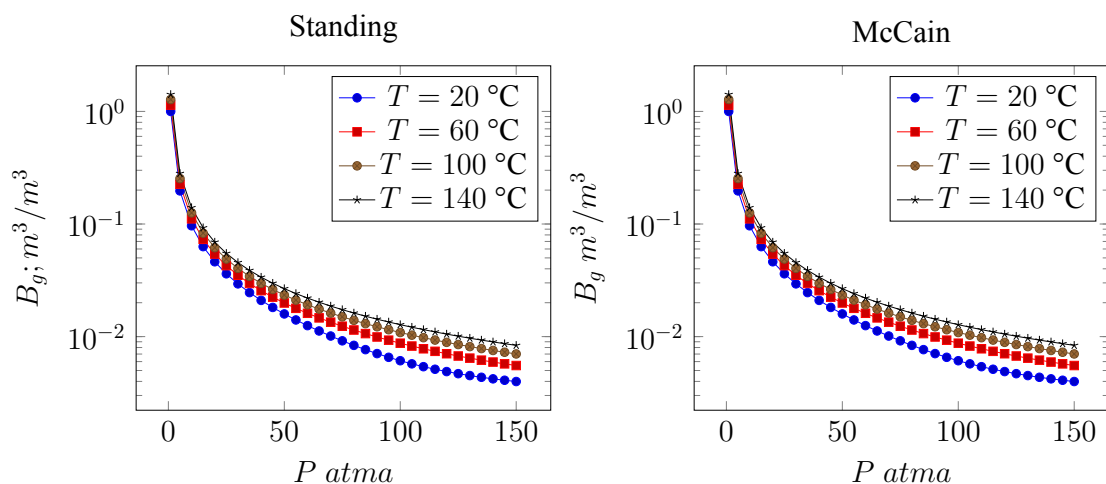 Standing
10^0
10^{-1}
10^{-2}
B_g; m^3/m^3
T = 20 °C
T = 60 °C
T = 100 °C
T = 140 °C
0 50 100 150
P atma
McCain
10^0
10^{-1}
10^{-2}
B_g m^3/m^3
T = 20 °C
T = 60 °C
T = 100 °C
T = 140 °C
0 50 100 150
P atma